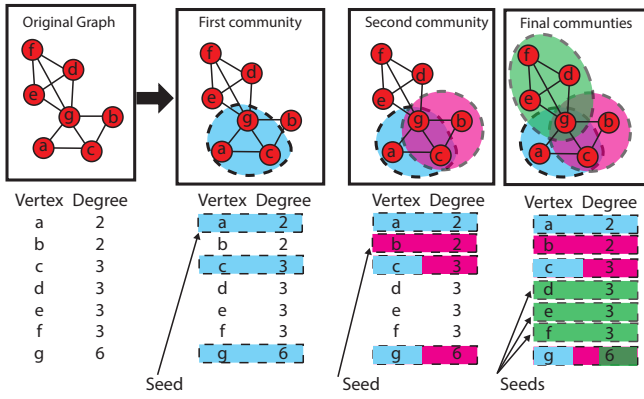 Original Graph
f
d
e
g
b
a
c
First community
f
d
e
g
b
a
c
Second community
f
d
e
g
b
a
c
Final communties
f
d
e
g
b
a
c
Vertex Degree
a 2
b 2
c 3
d 3
e 3
f 3
g 6
Vertex Degree
a 2
b 2
c 3
d 3
e 3
f 3
g 6
Seed
Vertex Degree
a 2
b 2
c 3
d 3
e 3
f 3
g 6
Seed
Vertex Degree
a 2
b 2
c 3
d 3
e 3
f 3
g 6
Seeds